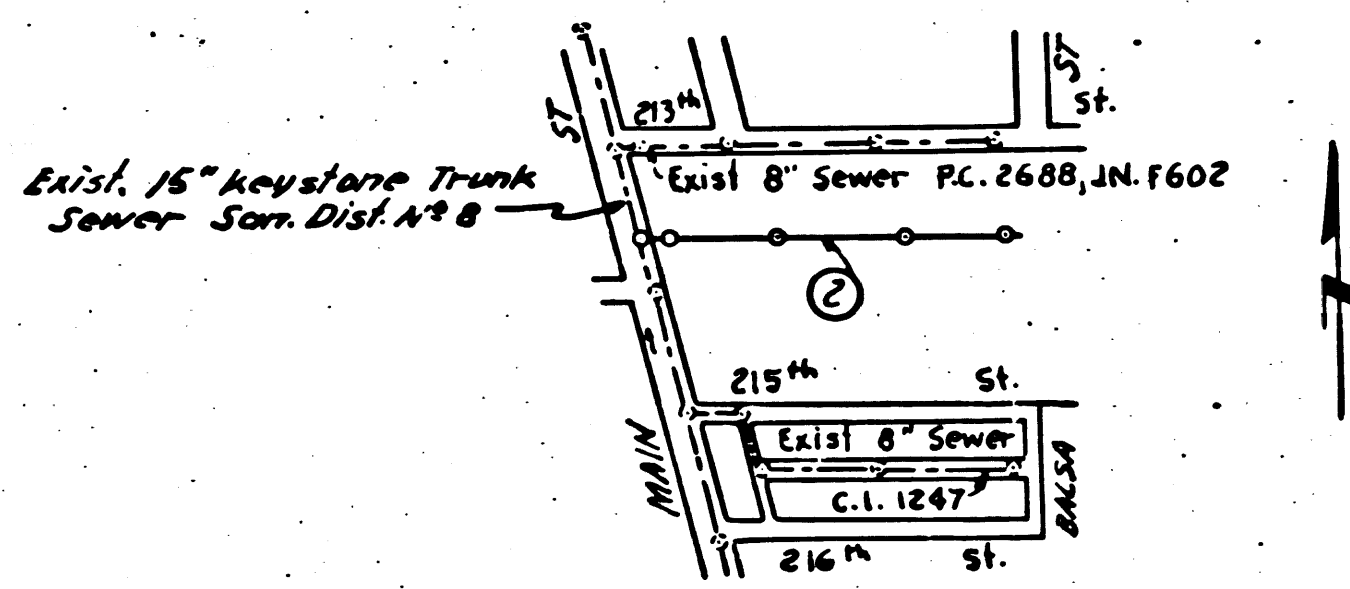 ST
213th
ST
St.
Exist. 15" keystone Trunk
Sewer San. Dist. Nº 8
Exist 8" Sewer P.C. 2688, JN. F602
2
215th St.
MAIN
Exist 8" Sewer
C.I. 1247
BALSA
216th St.